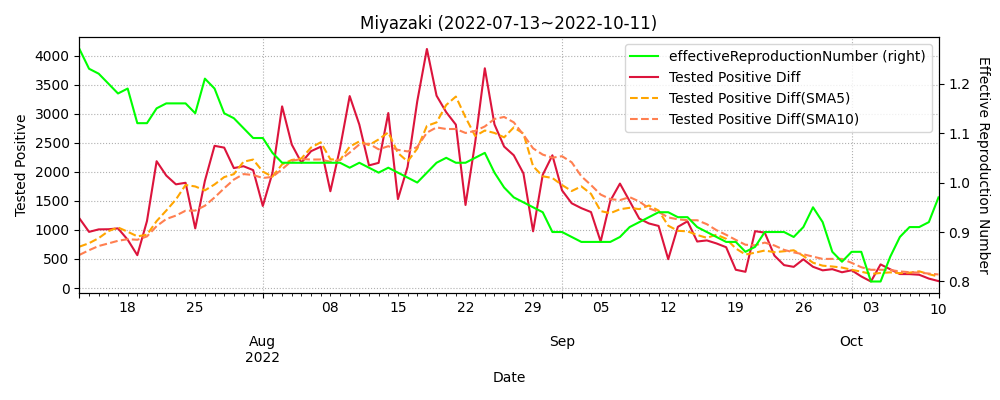 Miyazaki (2022-07-13~2022-10-11)
effectiveReproductionNumber (right)
Tested Positive Diff
Tested Positive Diff(SMA5)
Tested Positive Diff(SMA10)
Tested Positive
4000
3500
3000
2500
2000
1500
1000
500
0
Effective Reproduction Number
1.2
1.1
1.0
0.9
0.8
18 25 08 15 22 29 05 12 19 26 03 10
Aug Sep Oct
2022
Date